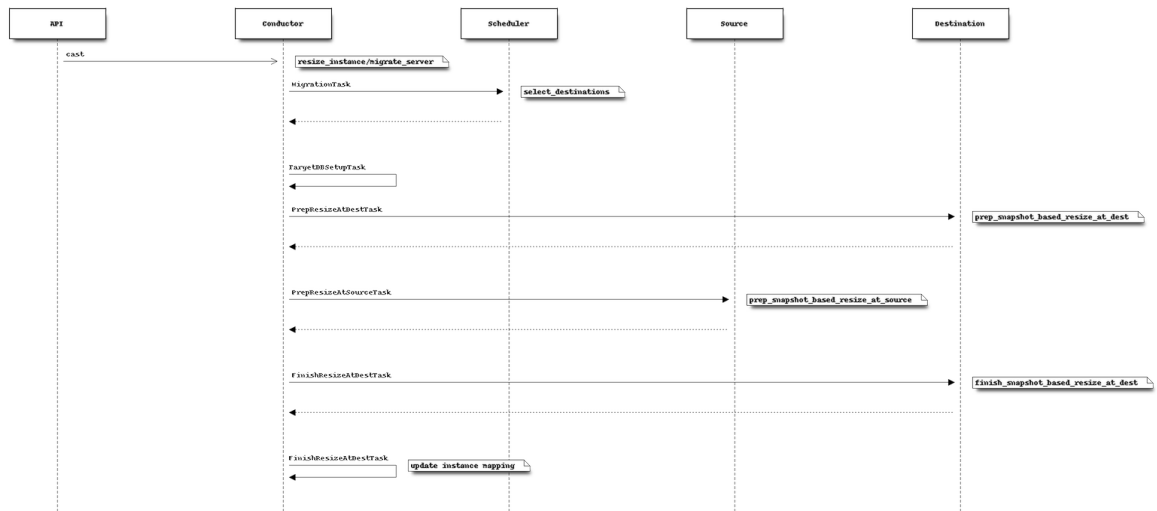 API Conductor Scheduler Source Destination
cast
resize_instance/migrate_server
MigrationTask
select_destinations
TargetDBSetupTask
PrepResizeAtDestTask
prep_snapshot_based_resize_at_dest
PrepResizeAtSourceTask
prep_snapshot_based_resize_at_source
FinishResizeAtDestTask
finish_snapshot_based_resize_at_dest
FinishResizeAtDestTask
update instance mapping